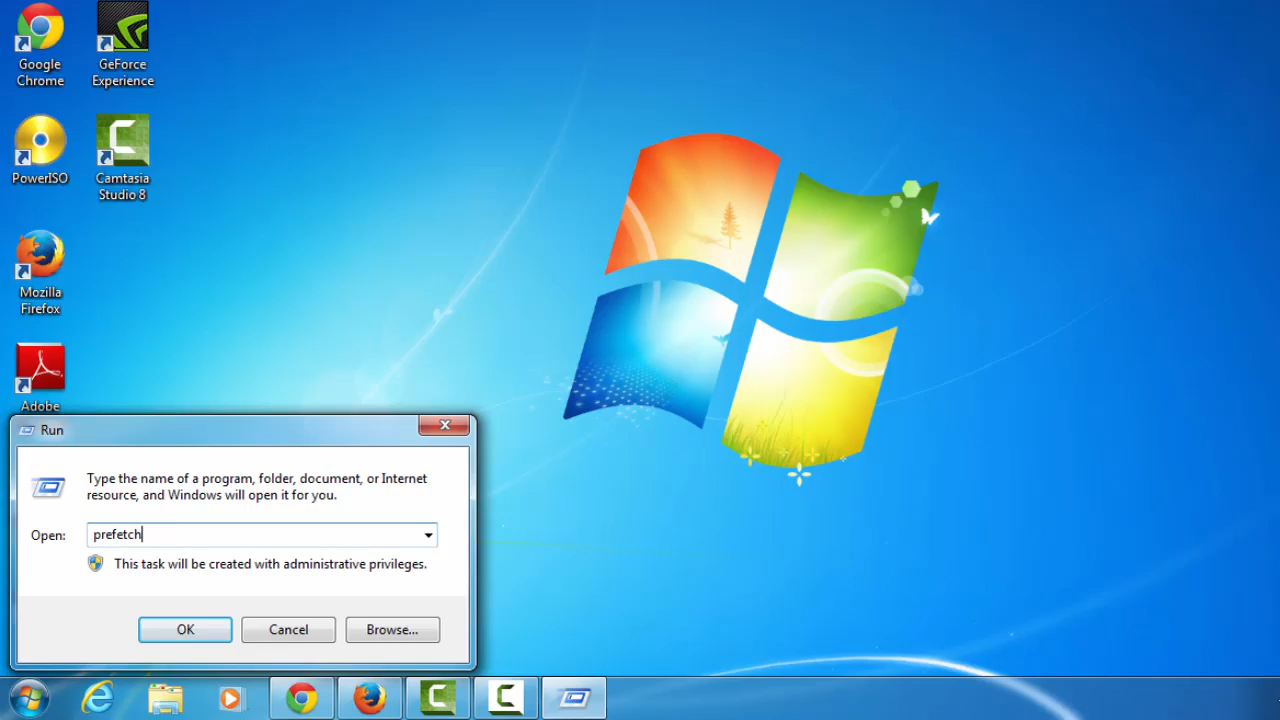 Google
Chrome
GeForce
Experience
PowerISO
Camtasia
Studio 8
Mozilla
Firefox
Adobe
Run
Type the name of a program, folder, document, or Internet
resource, and Windows will open it for you.
Open: prefetch
This task will be created with administrative privileges.
OK Cancel Browse...